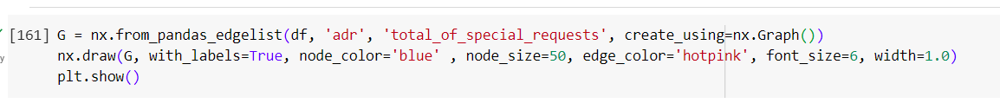 [161] G = nx.from_pandas_edgelist(df, 'adr', 'total_of_special_requests', create_using=nx.Graph())
nx.draw(G, with_labels=True, node_color='blue' , node_size=50, edge_color='hotpink', font_size=6, width=1.0)
plt.show()